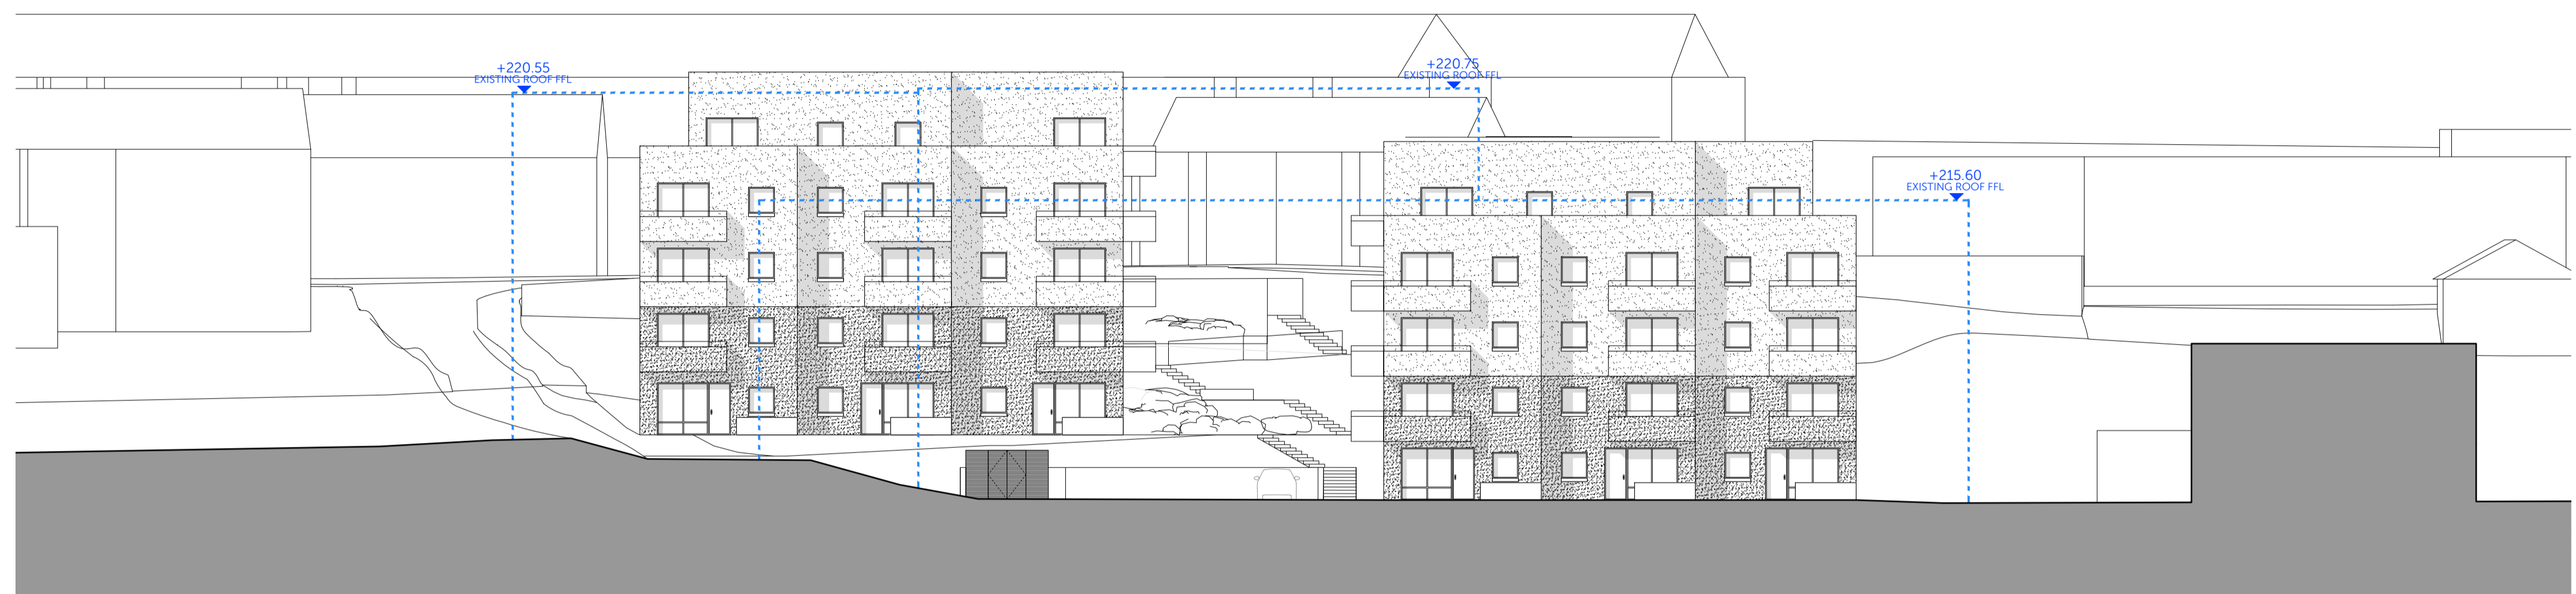 +220.55
EXISTING ROOF FFL
+220.75
EXISTING ROOF FFL
+215.60
EXISTING ROOF FFL